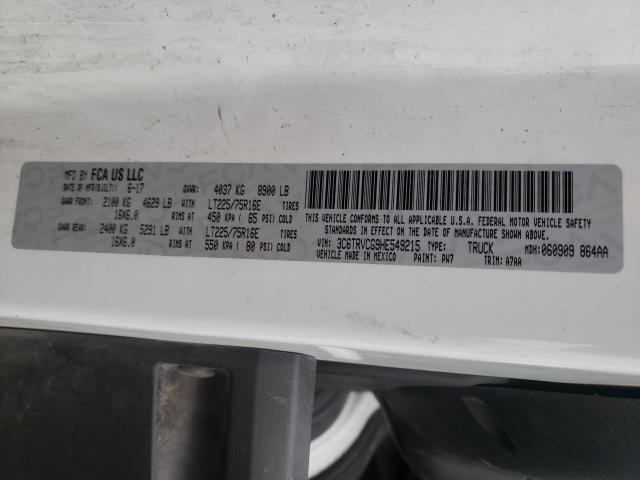 MFD BY FCA US LLC
DATE OF MFR(BUILT): 6-17 GVWR: 4037 KG 8900 LB
GAWR FRONT: 2100 KG 4629 LB WITH LT225/75R16E TIRES
16X6.0 RIMS AT 450 KPA ( 65 PSI) COLD
GAWR REAR: 2400 KG 5291 LB WITH LT225/75R16E TIRES
16X6.0 RIMS AT 550 KPA ( 80 PSI) COLD
THIS VEHICLE CONFORMS TO ALL APPLICABLE U.S.A. FEDERAL MOTOR VEHICLE SAFETY
STANDARDS IN EFFECT ON THE DATE OF MANUFACTURE SHOWN ABOVE.
VIN: 3C6TRVCG9HE549215 TYPE: TRUCK MDH: 060909 864AA
VEHICLE MADE IN MEXICO PAINT: PW7 TRIM: A7AA